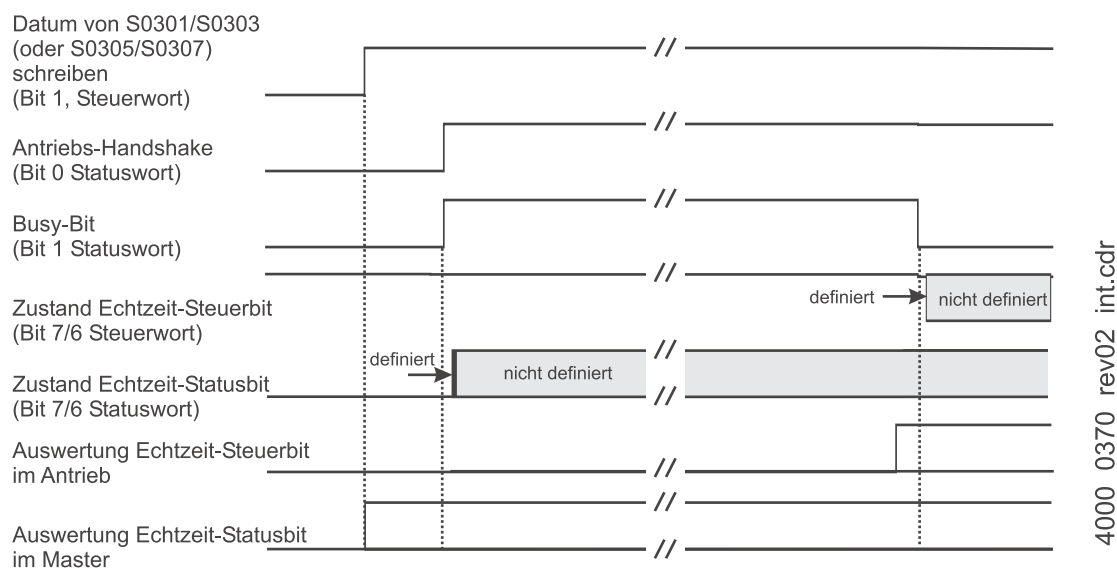 Datum von S0301/S0303
(oder S0305/S0307)
schreiben
(Bit 1, Steuerwort)
Antriebs-Handshake
(Bit 0 Statuswort)
Busy-Bit
(Bit 1 Statuswort)
Zustand Echtzeit-Steuerbit
(Bit 7/6 Steuerwort)
definiert
nicht definiert
Zustand Echtzeit-Statusbit
(Bit 7/6 Statuswort)
definiert
nicht definiert
Auswertung Echtzeit-Steuerbit
im Antrieb
Auswertung Echtzeit-Statusbit
im Master
4000 0370 rev02 int.cdr